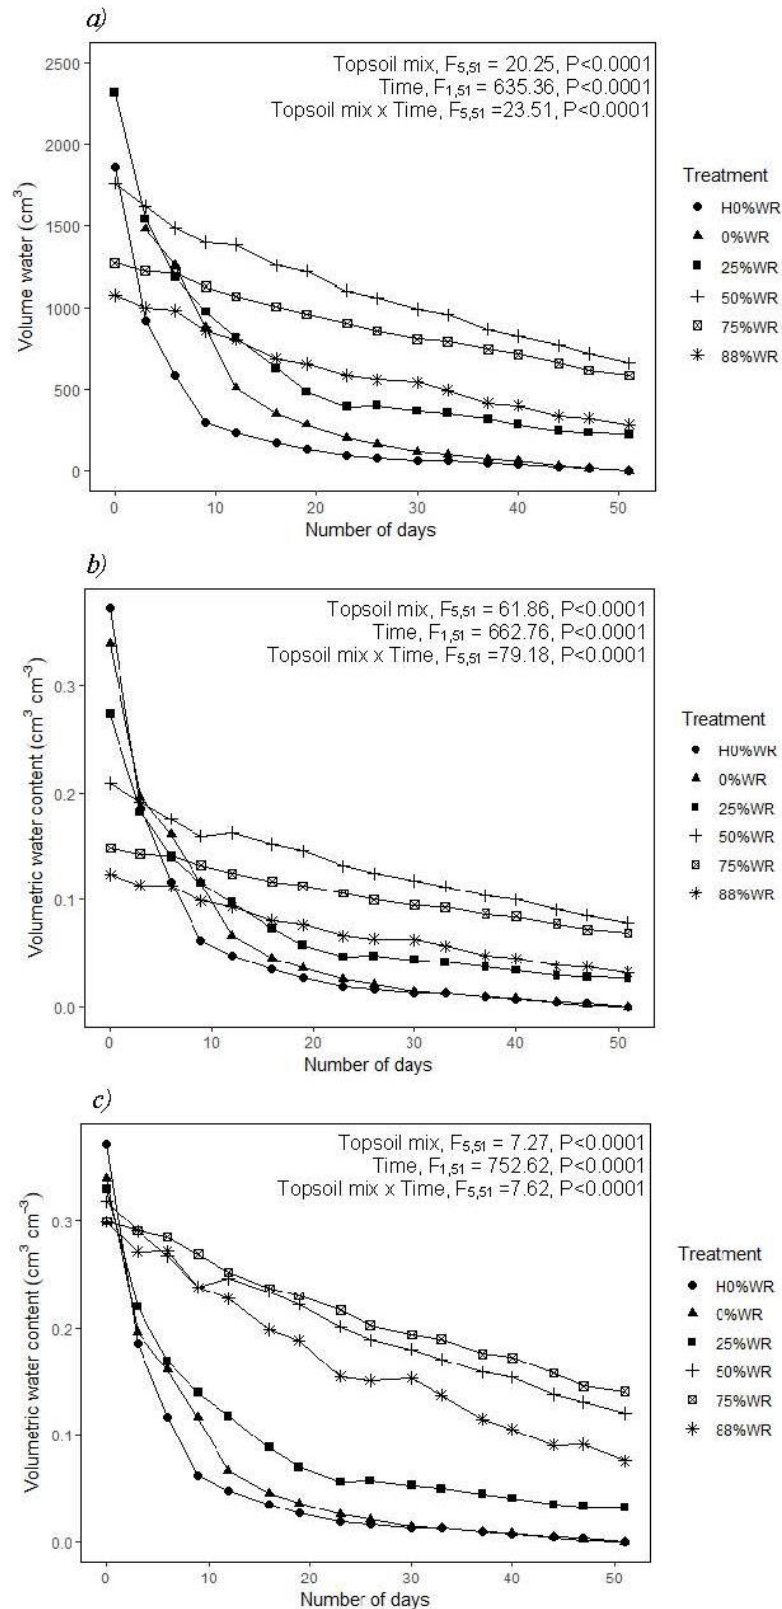 a)
Topsoil mix, F5,51 = 20.25, P<0.0001
Time, F1,51 = 635.36, P<0.0001
Topsoil mix x Time, F5,51 =23.51, P<0.0001
2500
2000
1500
1000
500
0
Volume water (cm³)
0 10 20 30 40 50
Number of days
Treatment
H0%WR
0%WR
25%WR
50%WR
75%WR
88%WR
b)
Topsoil mix, F5,51 = 61.86, P<0.0001
Time, F1,51 = 662.76, P<0.0001
Topsoil mix x Time, F5,51 =79.18, P<0.0001
0.3
0.2
0.1
0.0
Volumetric water content (cm³ cm⁻³)
0 10 20 30 40 50
Number of days
Treatment
H0%WR
0%WR
25%WR
50%WR
75%WR
88%WR
c)
Topsoil mix, F5,51 = 7.27, P<0.0001
Time, F1,51 = 752.62, P<0.0001
Topsoil mix x Time, F5,51 =7.62, P<0.0001
0.3
0.2
0.1
0.0
Volumetric water content (cm³ cm⁻³)
0 10 20 30 40 50
Number of days
Treatment
H0%WR
0%WR
25%WR
50%WR
75%WR
88%WR